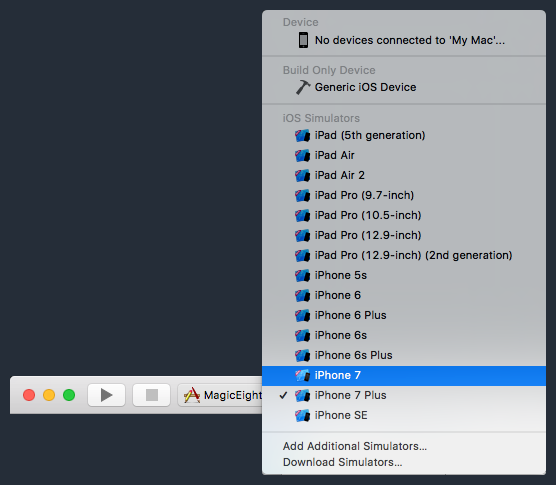 Device
No devices connected to 'My Mac'...
Build Only Device
Generic iOS Device
iOS Simulators
iPad (5th generation)
iPad Air
iPad Air 2
iPad Pro (9.7-inch)
iPad Pro (10.5-inch)
iPad Pro (12.9-inch)
iPad Pro (12.9-inch) (2nd generation)
iPhone 5s
iPhone 6
iPhone 6 Plus
iPhone 6s
iPhone 6s Plus
iPhone 7
MagicEight
iPhone 7 Plus
iPhone SE
Add Additional Simulators...
Download Simulators...